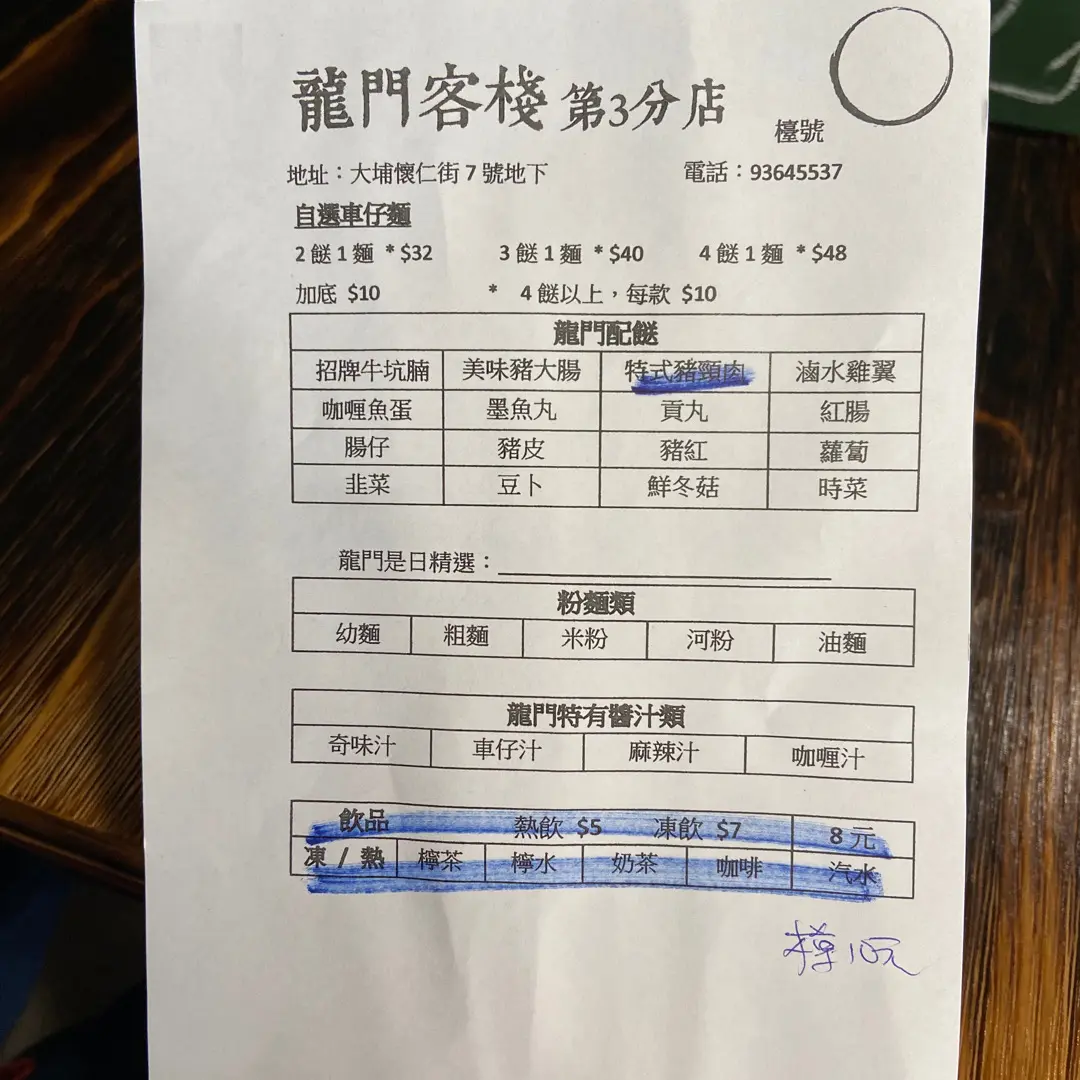 龍門客棧 第3分店
檯號
地址：大埔懷仁街 7 號地下 電話：93645537
自選車仔麵
2 餸 1 麵 * $32 3 餸 1 麵 * $40 4 餸 1 麵 * $48
加底 $10 * 4 餸以上，每款 $10
龍門配餸
招牌牛坑腩 美味豬大腸 特式豬頸肉 滷水雞翼
咖喱魚蛋 墨魚丸 貢丸 紅腸
腸仔 豬皮 豬紅 蘿蔔
韭菜 豆卜 鮮冬菇 時菜
龍門是日精選：
粉麵類
幼麵 粗麵 米粉 河粉 油麵
龍門特有醬汁類
奇味汁 車仔汁 麻辣汁 咖喱汁
飲品 熱飲 $5 凍飲 $7 8 元
凍 / 熱 檸茶 檸水 奶茶 咖啡 汽水
10元